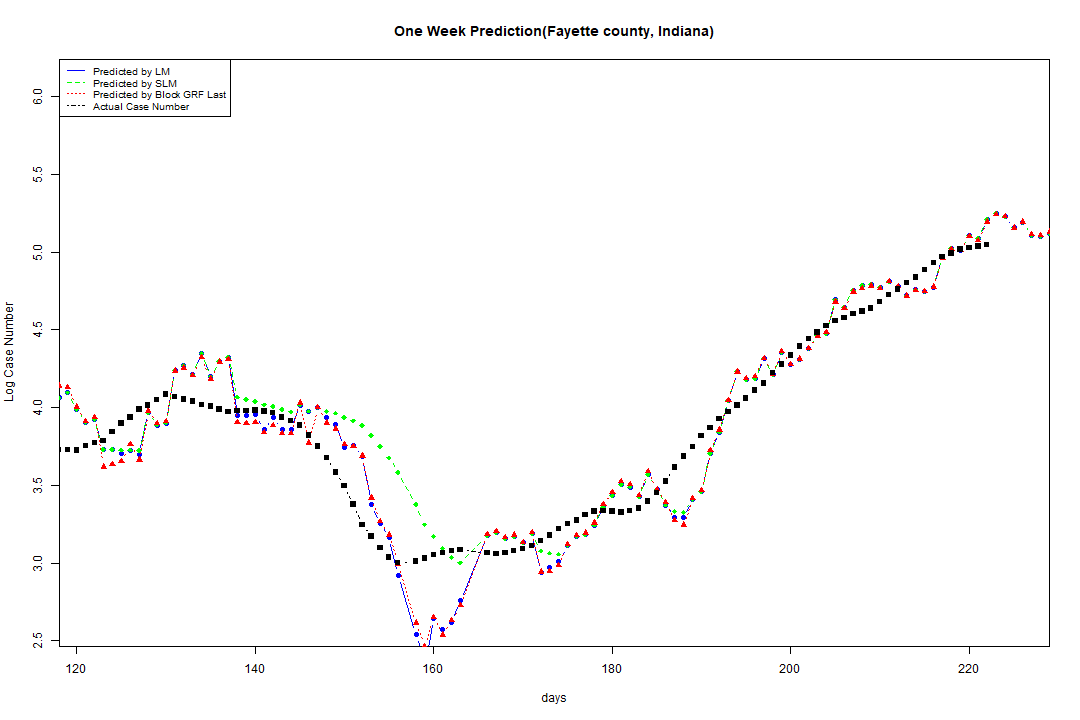 One Week Prediction(Fayette county, Indiana)
Predicted by LM
Predicted by SLM
Predicted by Block GRF Last
Actual Case Number
6.0
5.5
5.0
4.5
4.0
3.5
3.0
2.5
Log Case Number
120 140 160 180 200 220
days